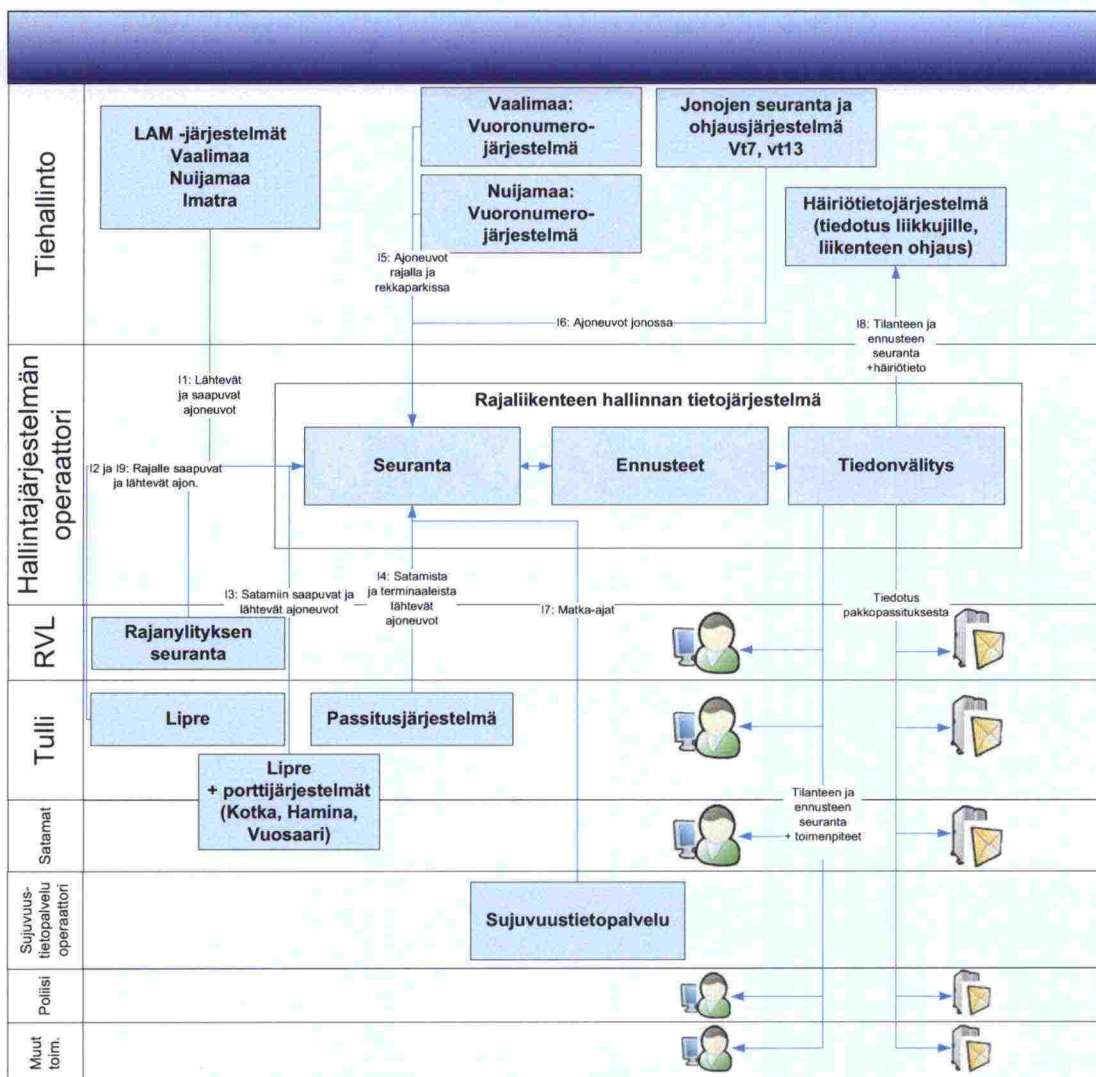 Tiehallinto
LAM -järjestelmät
Vaalimaa
Nuijamaa
Imatra
Vaalimaa:
Vuoronumero-
järjestelmä
Nuijamaa:
Vuoronumero-
järjestelmä
Jonojen seuranta ja
ohjausjärjestelmä
Vt7, vt13
Häiriötietojärjestelmä
(tiedotus liikkujille,
liikenteen ohjaus)
I5: Ajoneuvot
rajalla ja
rekkaparkissa
I6: Ajoneuvot jonossa
I8: Tilanteen ja
ennusteen
seuranta
+häiriötieto
Hallintajärjestelmän
operaattori
I1: Lähtevät
ja saapuvat
ajoneuvot
Rajaliikenteen hallinnan tietojärjestelmä
I2 ja I9: Rajalle saapuvat
ja lähtevät ajon.
Seuranta
Ennusteet
Tiedonvälitys
I3: Satamiin saapuvat ja
lähtevät ajoneuvot
I4: Satamista
ja terminaaleista
lähtevät
ajoneuvot
I7: Matka-ajat
Tiedotus
pakkopassituksesta
RVL
Rajanylityksen
seuranta
Tulli
Lipre
Passitusjärjestelmä
Lipre
+ porttijärjestelmät
(Kotka, Hamina,
Vuosaari)
Satamat
Tilanteen ja
ennusteen
seuranta
+ toimenpiteet
Sujuvuus-
tietopalvelu
operaattori
Sujuvuustietopalvelu
Poliisi
Muut
toim.